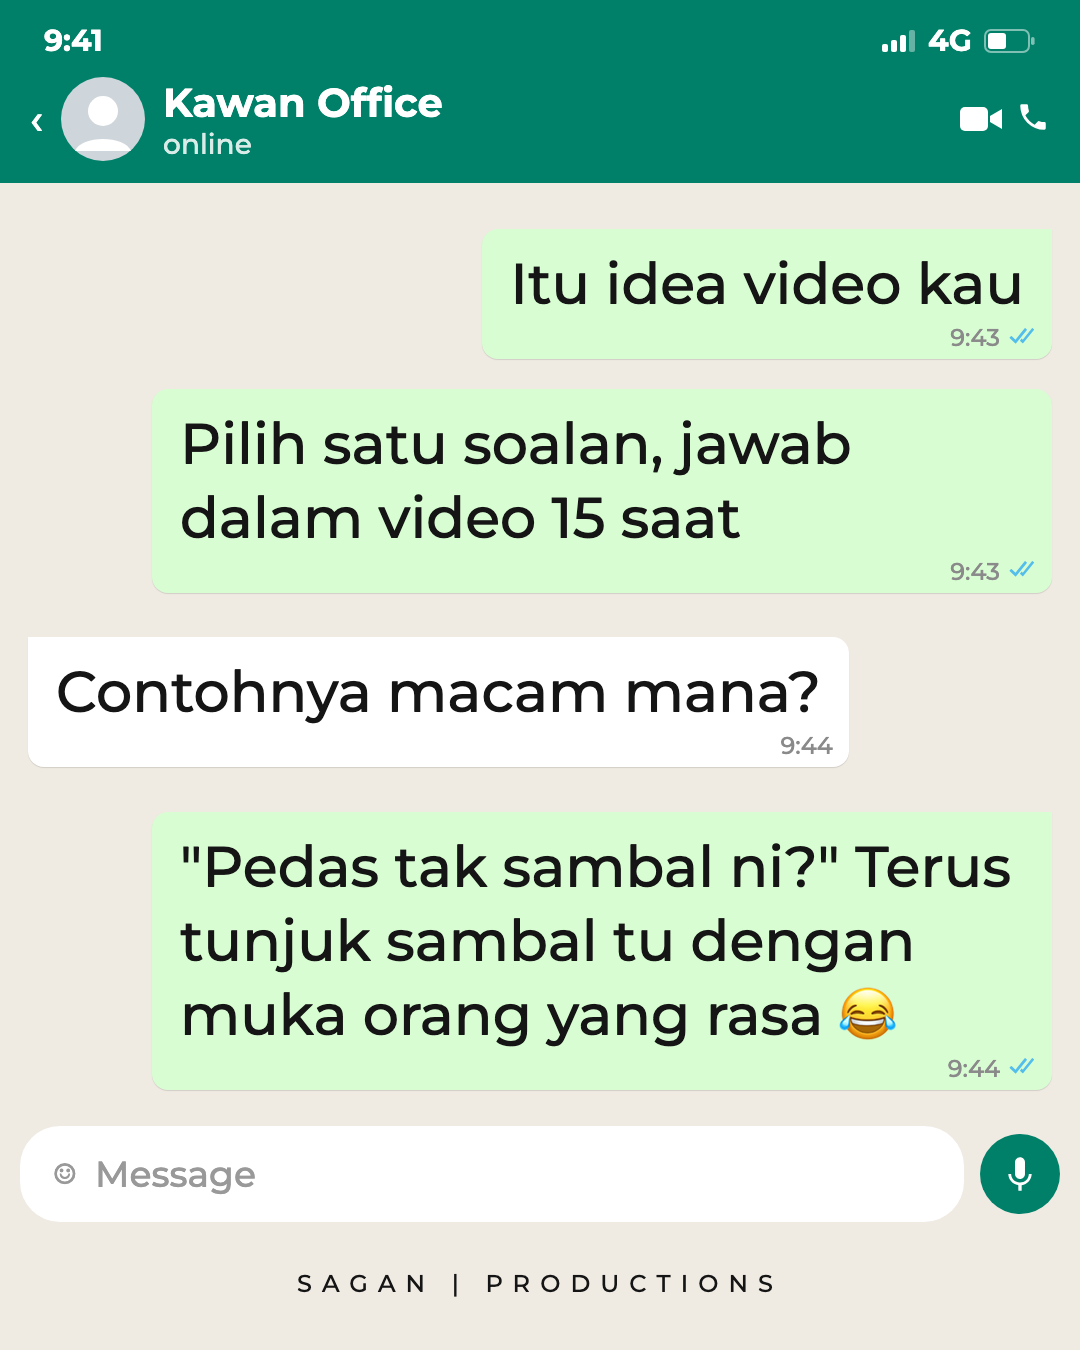 9:41
4G
Kawan Office
online
Itu idea video kau
9:43
Pilih satu soalan, jawab
dalam video 15 saat
9:43
Contohnya macam mana?
9:44
"Pedas tak sambal ni?" Terus
tunjuk sambal tu dengan
muka orang yang rasa 😂
9:44
Message
SAGAN | PRODUCTIONS